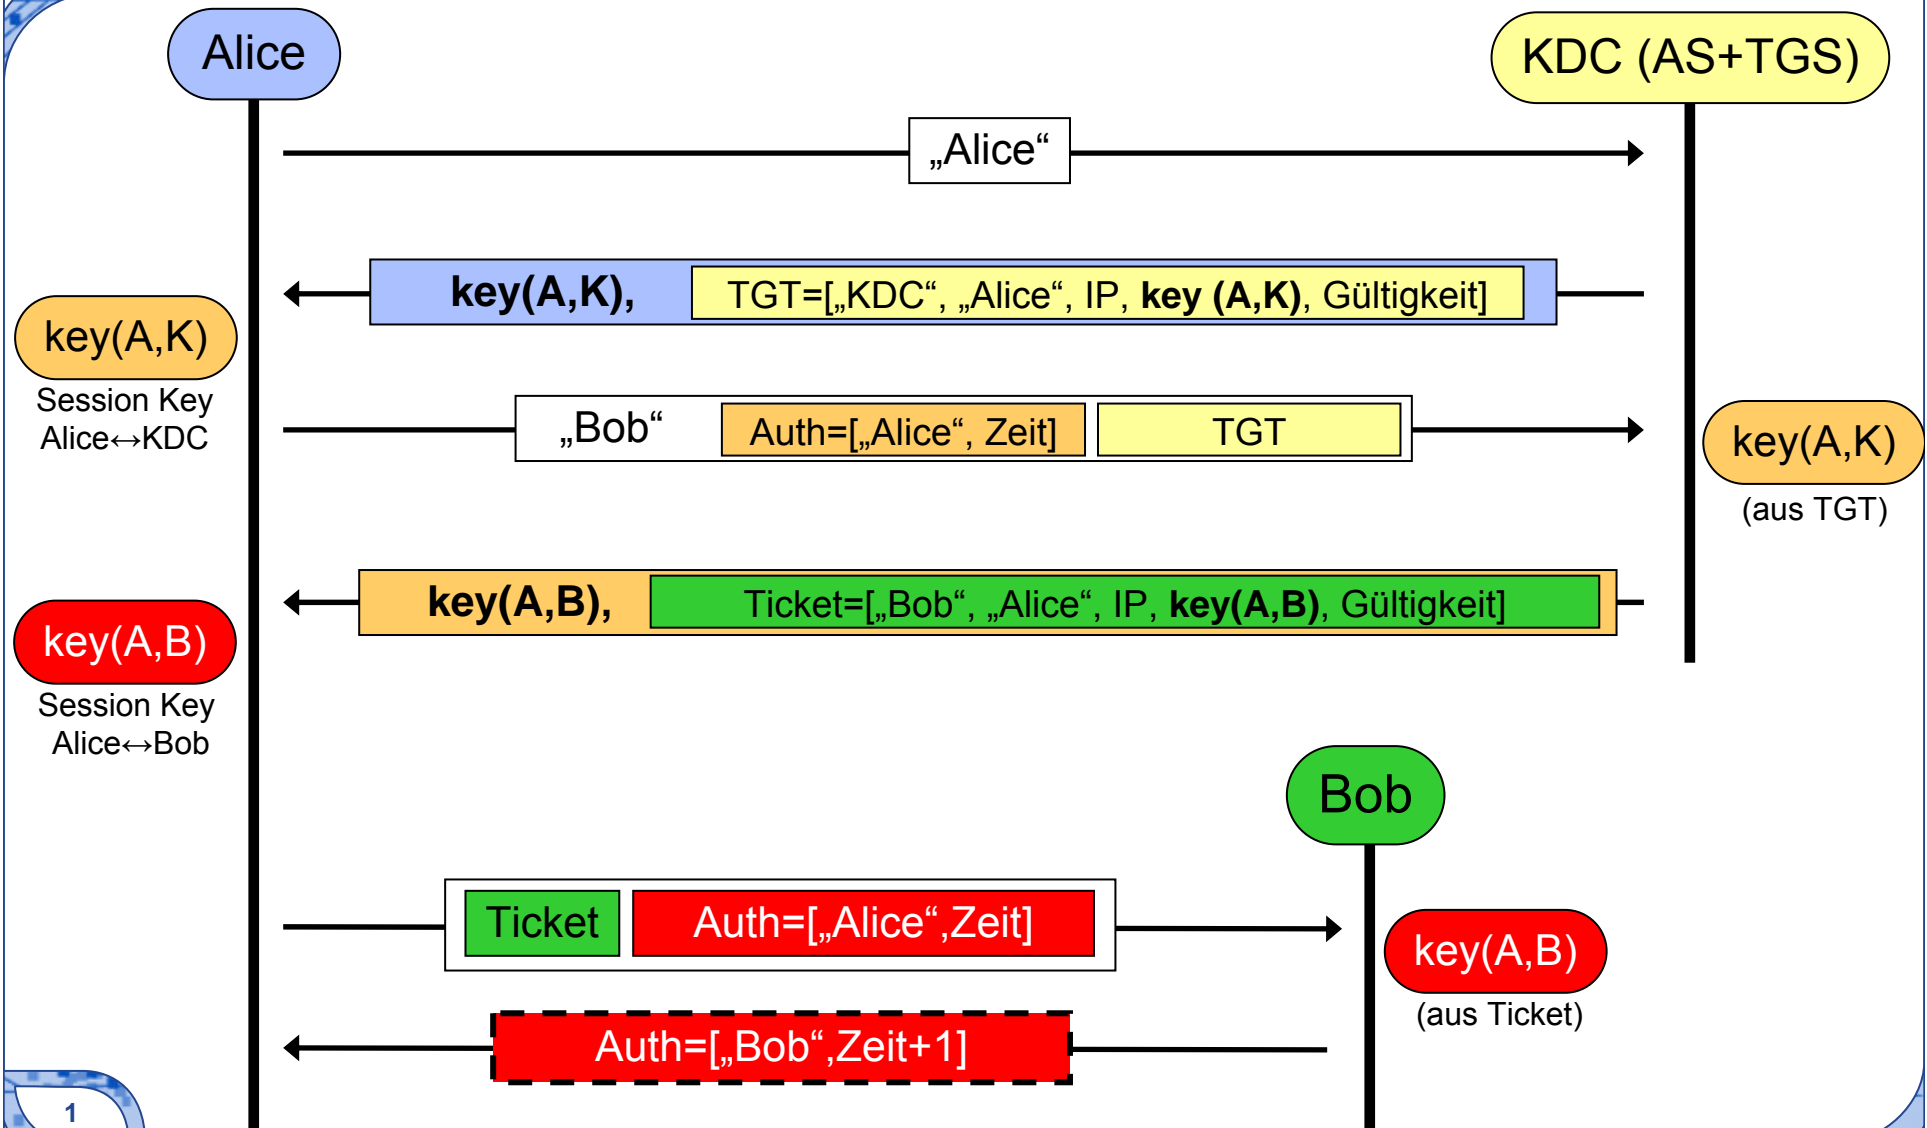 Alice
KDC (AS+TGS)
„Alice“
key(A,K), TGT=[„KDC“, „Alice“, IP, key (A,K), Gültigkeit]
key(A,K)
Session Key
Alice↔KDC
„Bob“ Auth=[„Alice“, Zeit] TGT
key(A,K)
(aus TGT)
key(A,B), Ticket=[„Bob“, „Alice“, IP, key(A,B), Gültigkeit]
key(A,B)
Session Key
Alice↔Bob
Bob
Ticket Auth=[„Alice“,Zeit]
key(A,B)
(aus Ticket)
Auth=[„Bob“,Zeit+1]
1